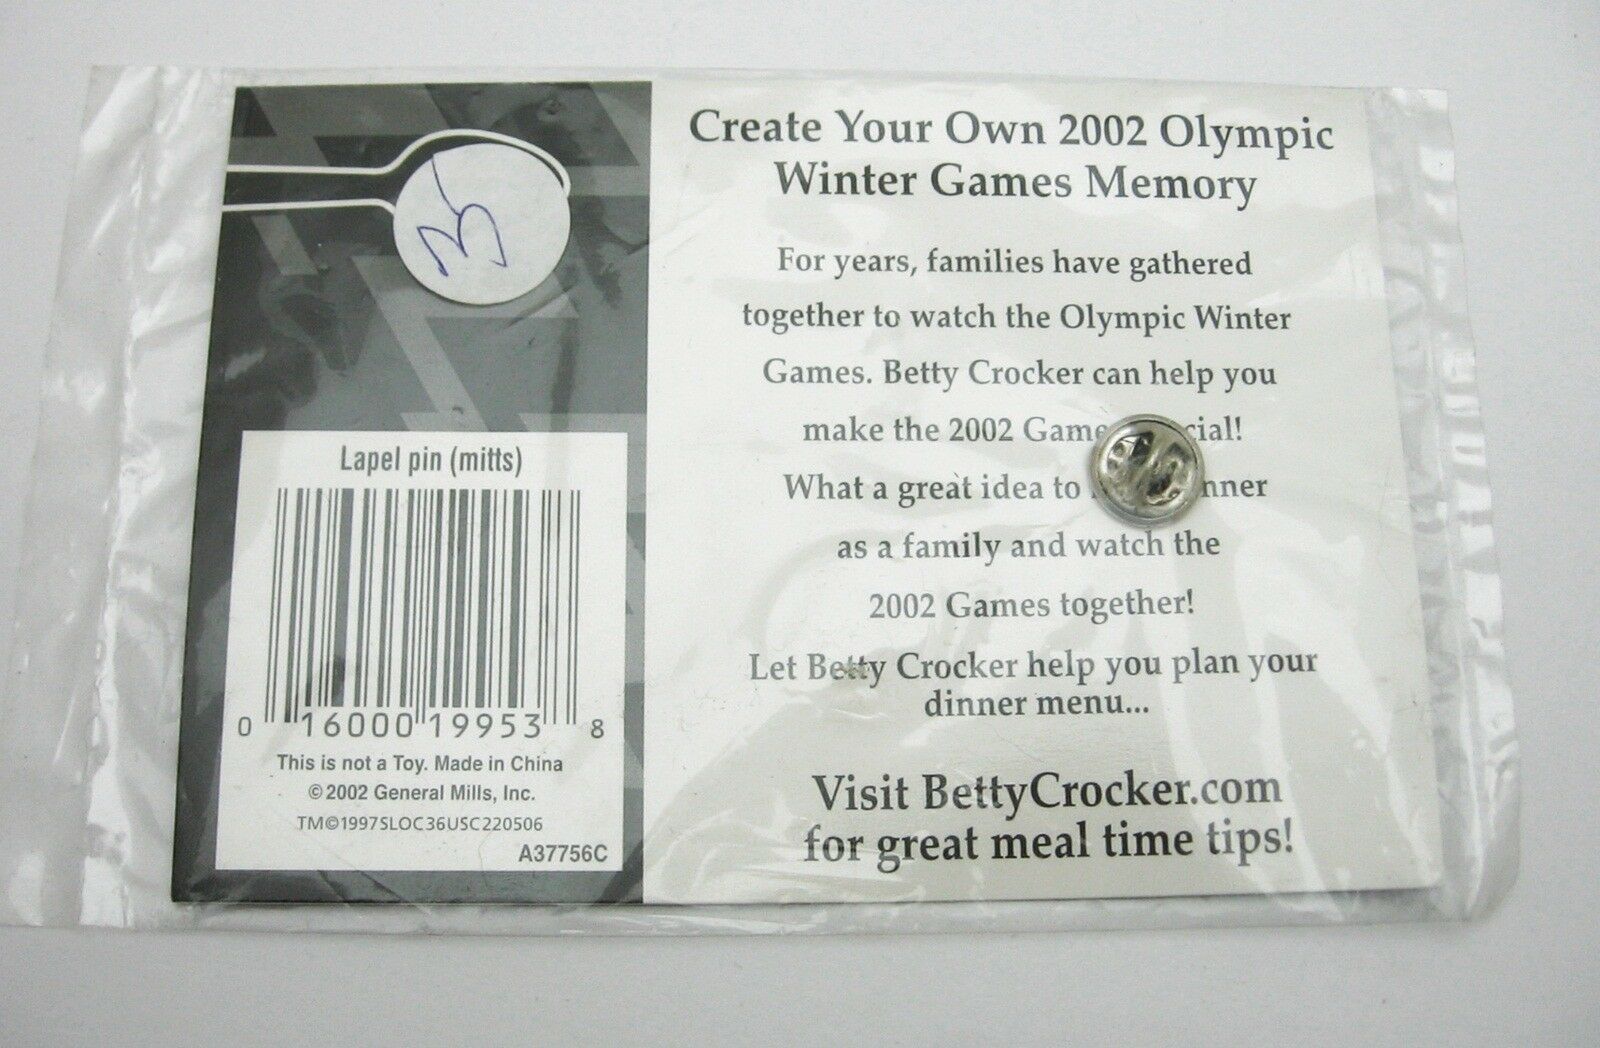 Create Your Own 2002 Olympic
Winter Games Memory
For years, families have gathered
together to watch the Olympic Winter
Games. Betty Crocker can help you
make the 2002 Game cial!
What a great idea to nner
as a family and watch the
2002 Games together!
Let Betty Crocker help you plan your
dinner menu...
Visit BettyCrocker.com
for great meal time tips!
Lapel pin (mitts)
0 16000 19953 8
This is not a Toy. Made in China
©2002 General Mills, Inc.
TM©1997SLOC36USC220506
A37756C